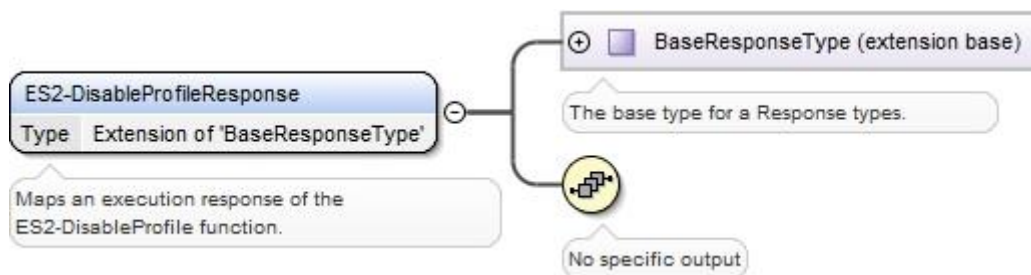 ES2-DisableProfileResponse
Type Extension of 'BaseResponseType'
Maps an execution response of the
ES2-DisableProfile function.
BaseResponseType (extension base)
The base type for a Response types.
No specific output